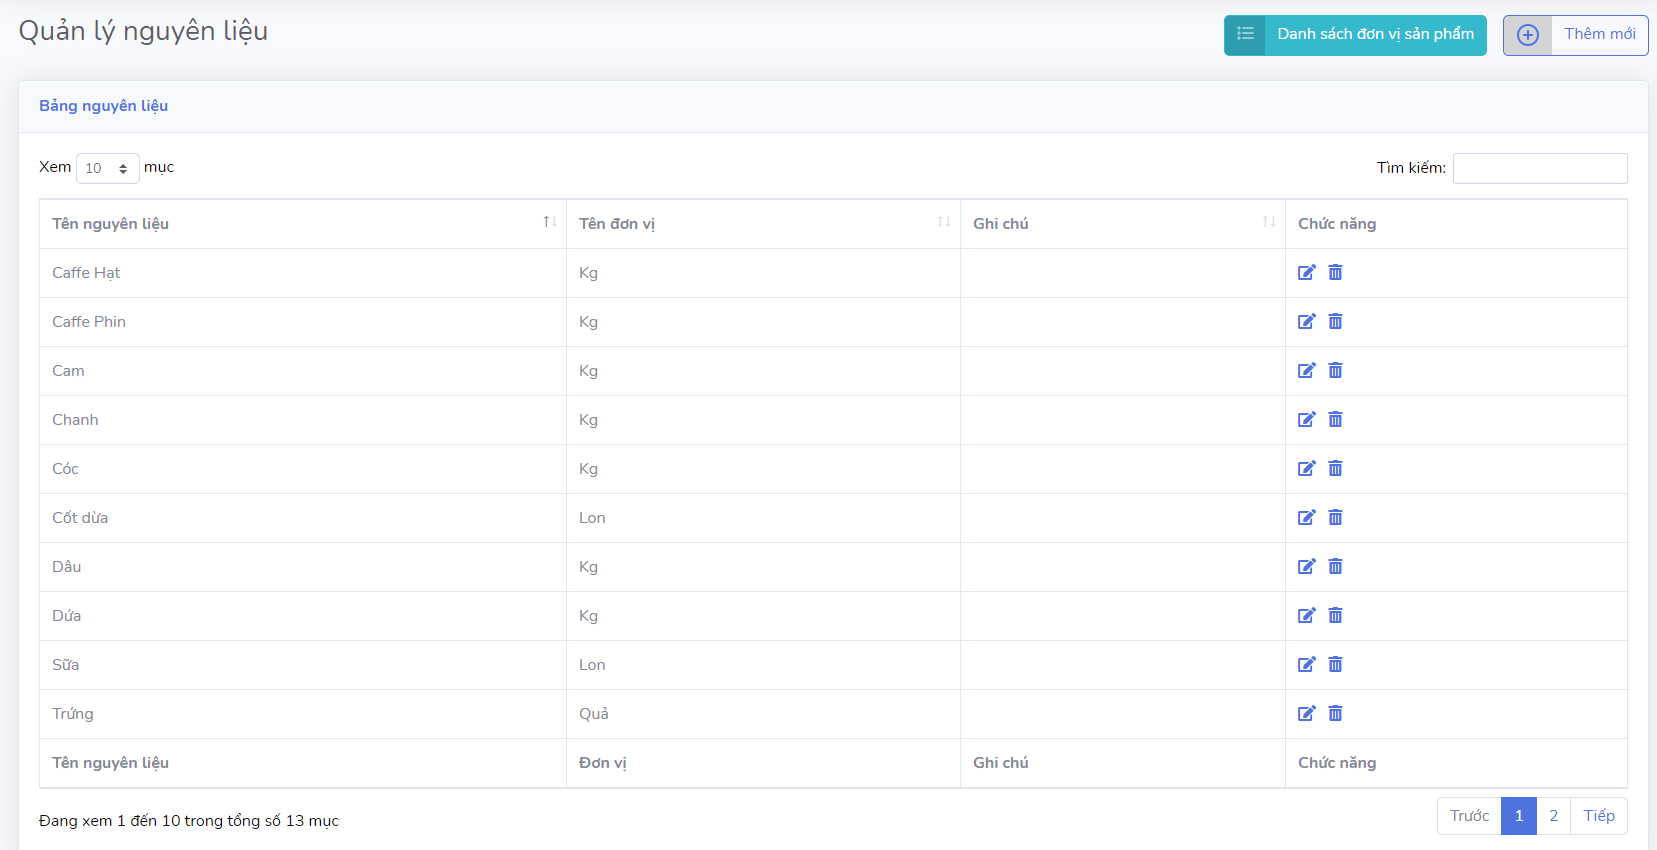 Quản lý nguyên liệu
Danh sách đơn vị sản phẩm
Thêm mới
Bảng nguyên liệu
Xem 10 mục
Tìm kiếm:
Tên nguyên liệu Tên đơn vị Ghi chú Chức năng
Caffe Hạt Kg
Caffe Phin Kg
Cam Kg
Chanh Kg
Cóc Kg
Cốt dừa Lon
Dâu Kg
Dứa Kg
Sữa Lon
Trứng Quả
Tên nguyên liệu Đơn vị Ghi chú Chức năng
Đang xem 1 đến 10 trong tổng số 13 mục
Trước 1 2 Tiếp